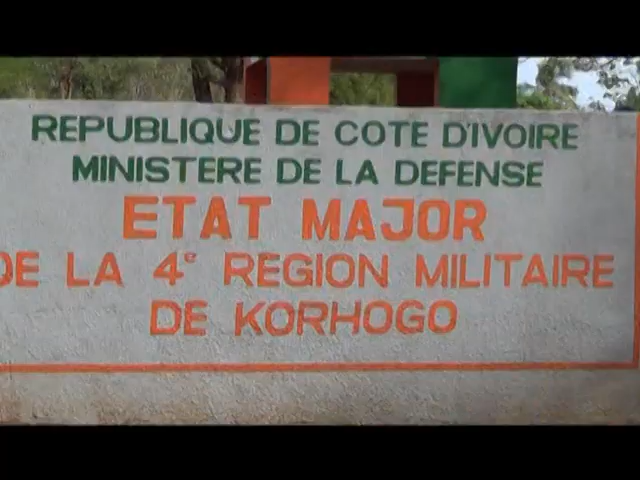 REPUBLIQUE DE COTE D'IVOIRE
MINISTERE DE LA DEFENSE
ETAT MAJOR
DE LA 4e REGION MILITAIRE
DE KORHOGO